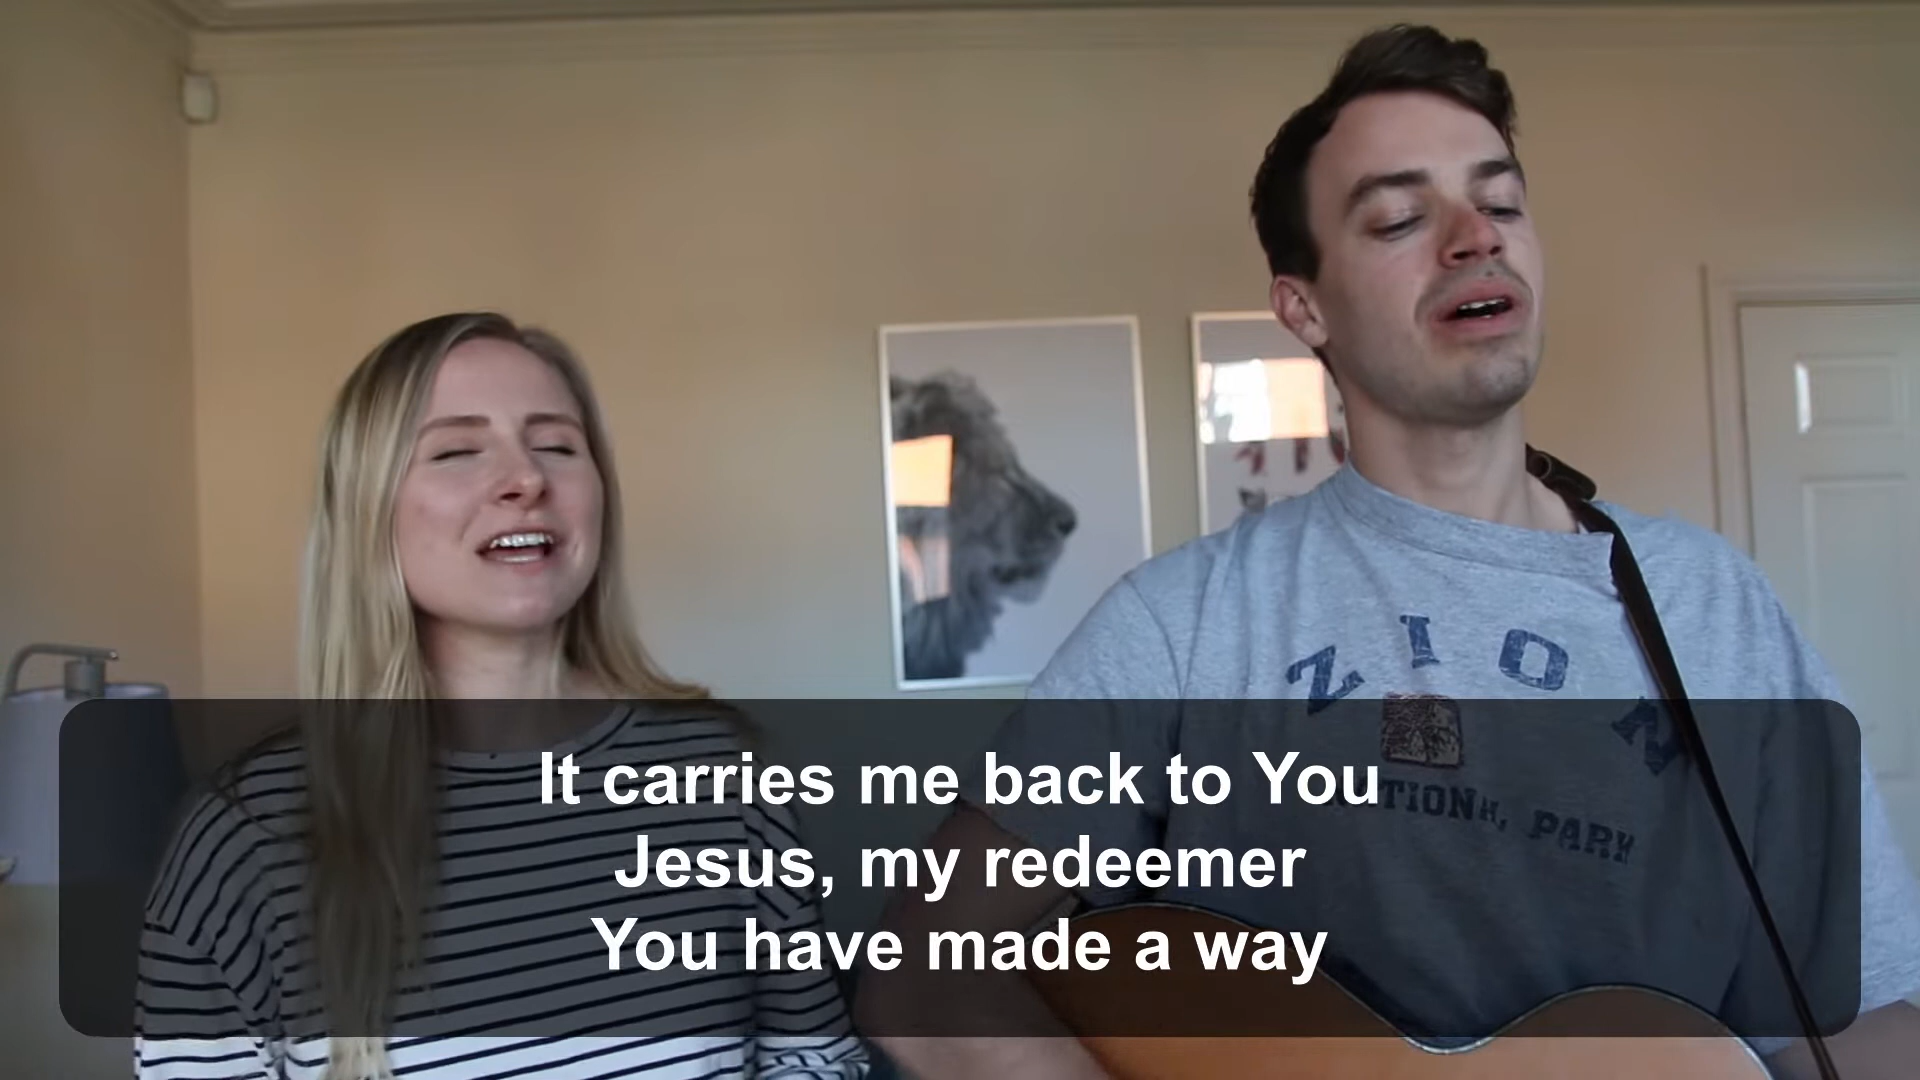 ZION
NATIONAL PARK
It carries me back to You
Jesus, my redeemer
You have made a way